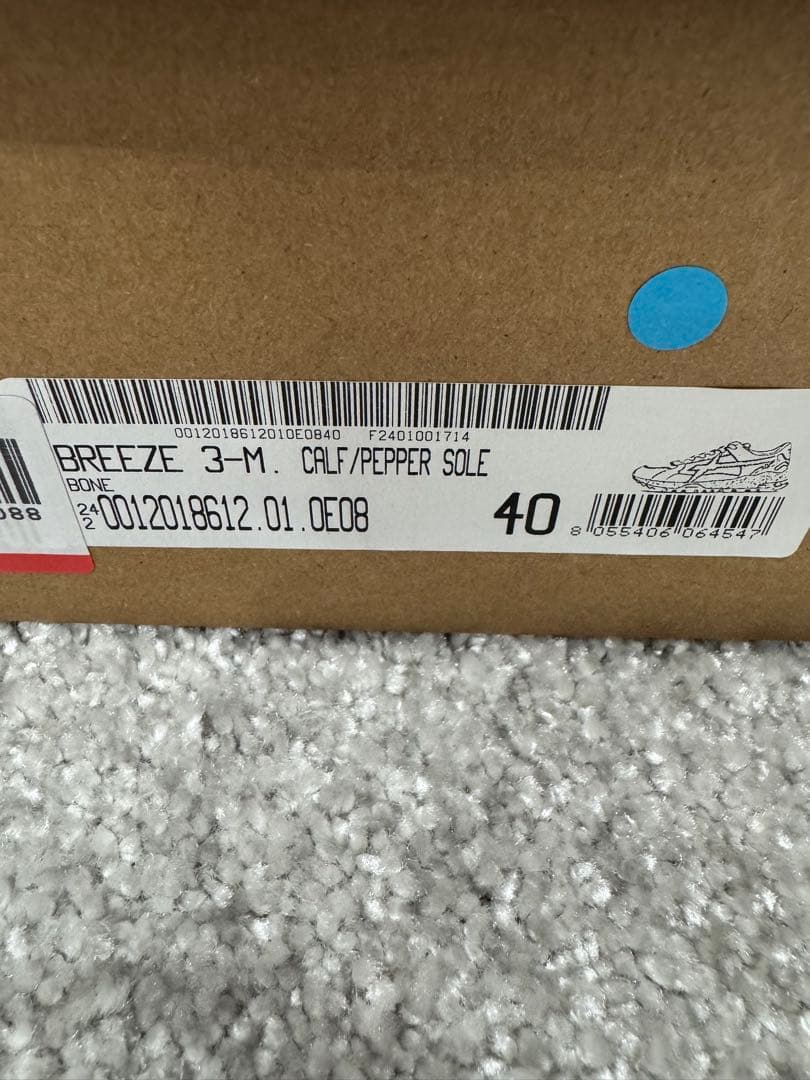 0012018612010E0840 F2401001714
BREEZE 3-M. CALF/PEPPER SOLE
BONE
24
2
0012018612.01.0E08
40
8 055406 064547
088